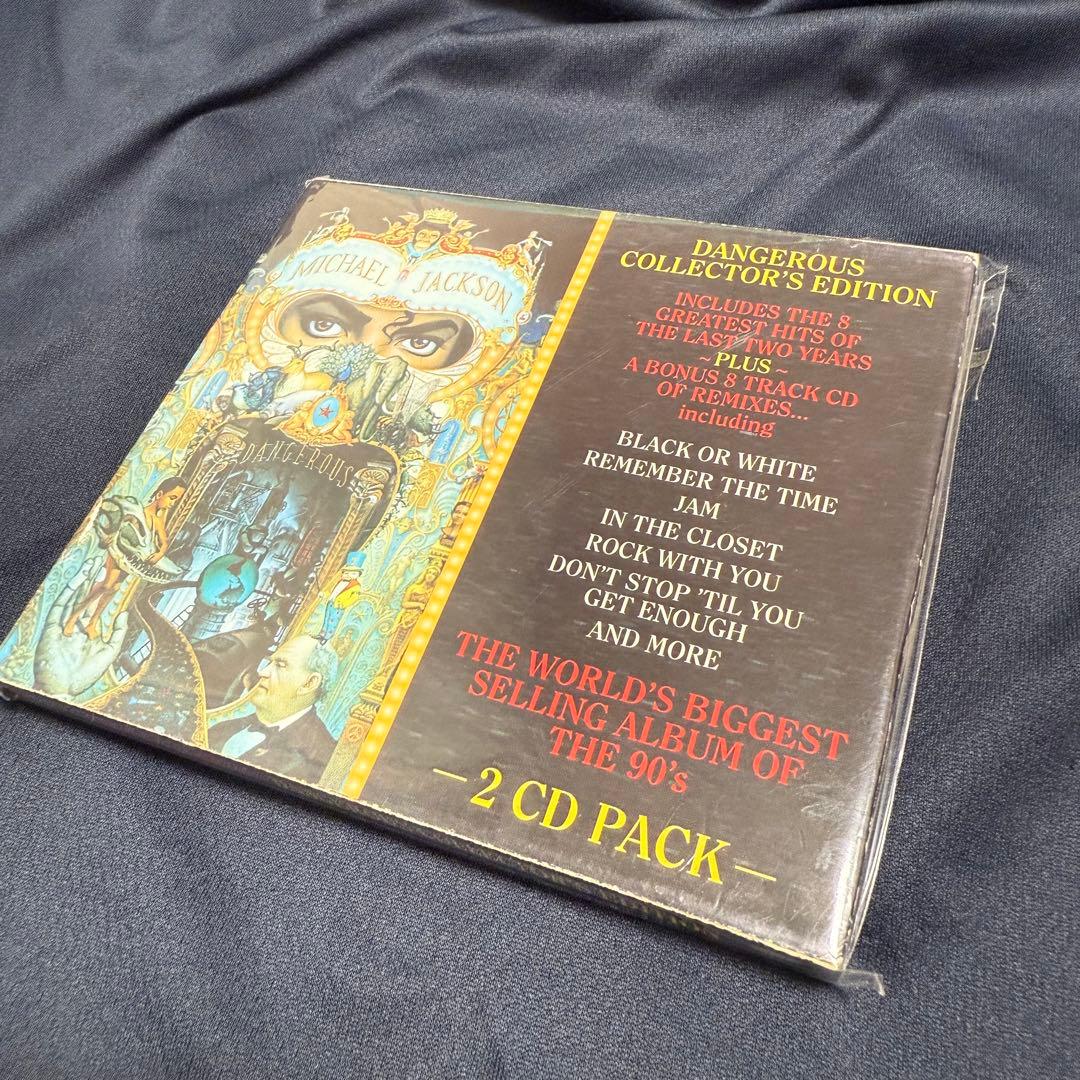 MICHAEL JACKSON
DANGEROUS
DANGEROUS
COLLECTOR'S EDITION
INCLUDES THE 8
GREATEST HITS OF
THE LAST TWO YEARS
~ PLUS ~
A BONUS 8 TRACK CD
OF REMIXES...
including
BLACK OR WHITE
REMEMBER THE TIME
JAM
IN THE CLOSET
ROCK WITH YOU
DON'T STOP 'TIL YOU
GET ENOUGH
AND MORE
THE WORLD'S BIGGEST
SELLING ALBUM OF
THE 90's
– 2 CD PACK –